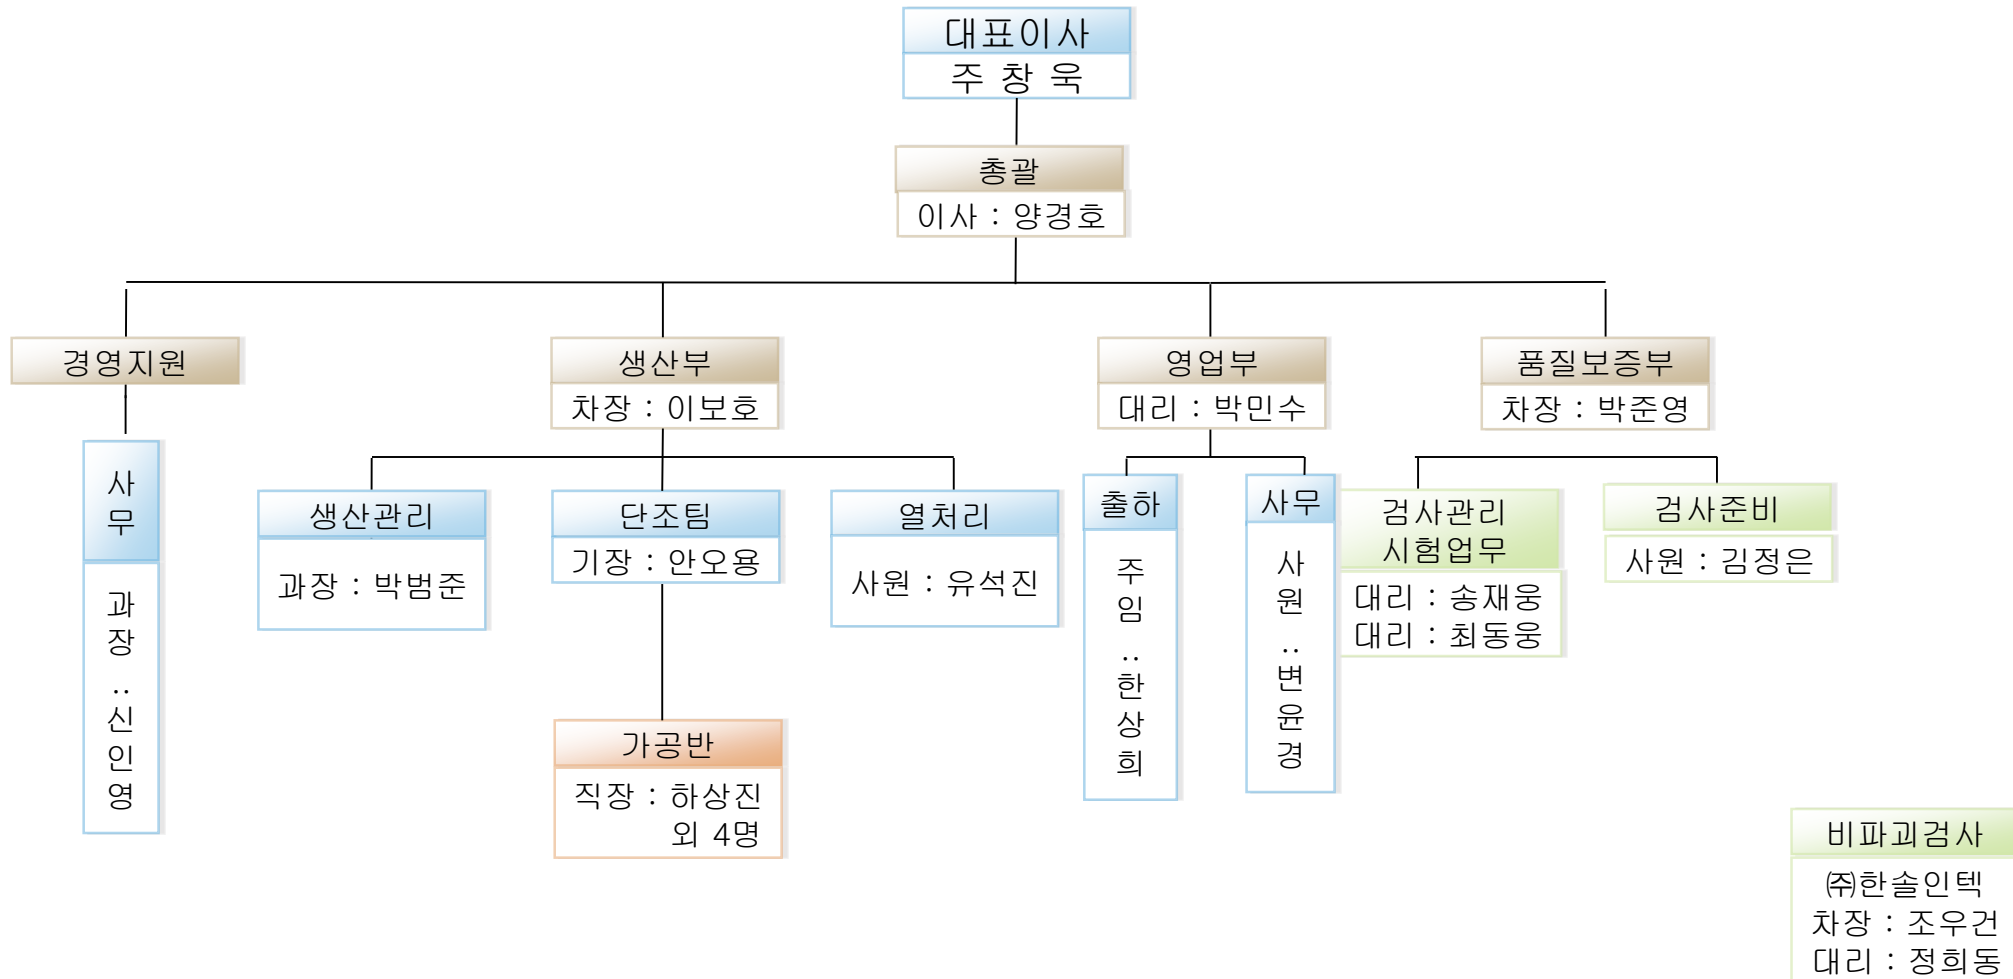 대표이사
주 창 욱
총괄
이사 : 양경호
경영지원
사무
과장 : 신인영
생산부
차장 : 이보호
생산관리
과장 : 박범준
단조팀
기장 : 안오용
가공반
직장 : 하상진
외 4명
열처리
사원 : 유석진
영업부
대리 : 박민수
출하
주임 : 한상희
사무
사원 : 변윤경
품질보증부
차장 : 박준영
검사관리
시험업무
대리 : 송재웅
대리 : 최동웅
검사준비
사원 : 김정은
비파괴검사
㈜한솔인텍
차장 : 조우건
대리 : 정희동